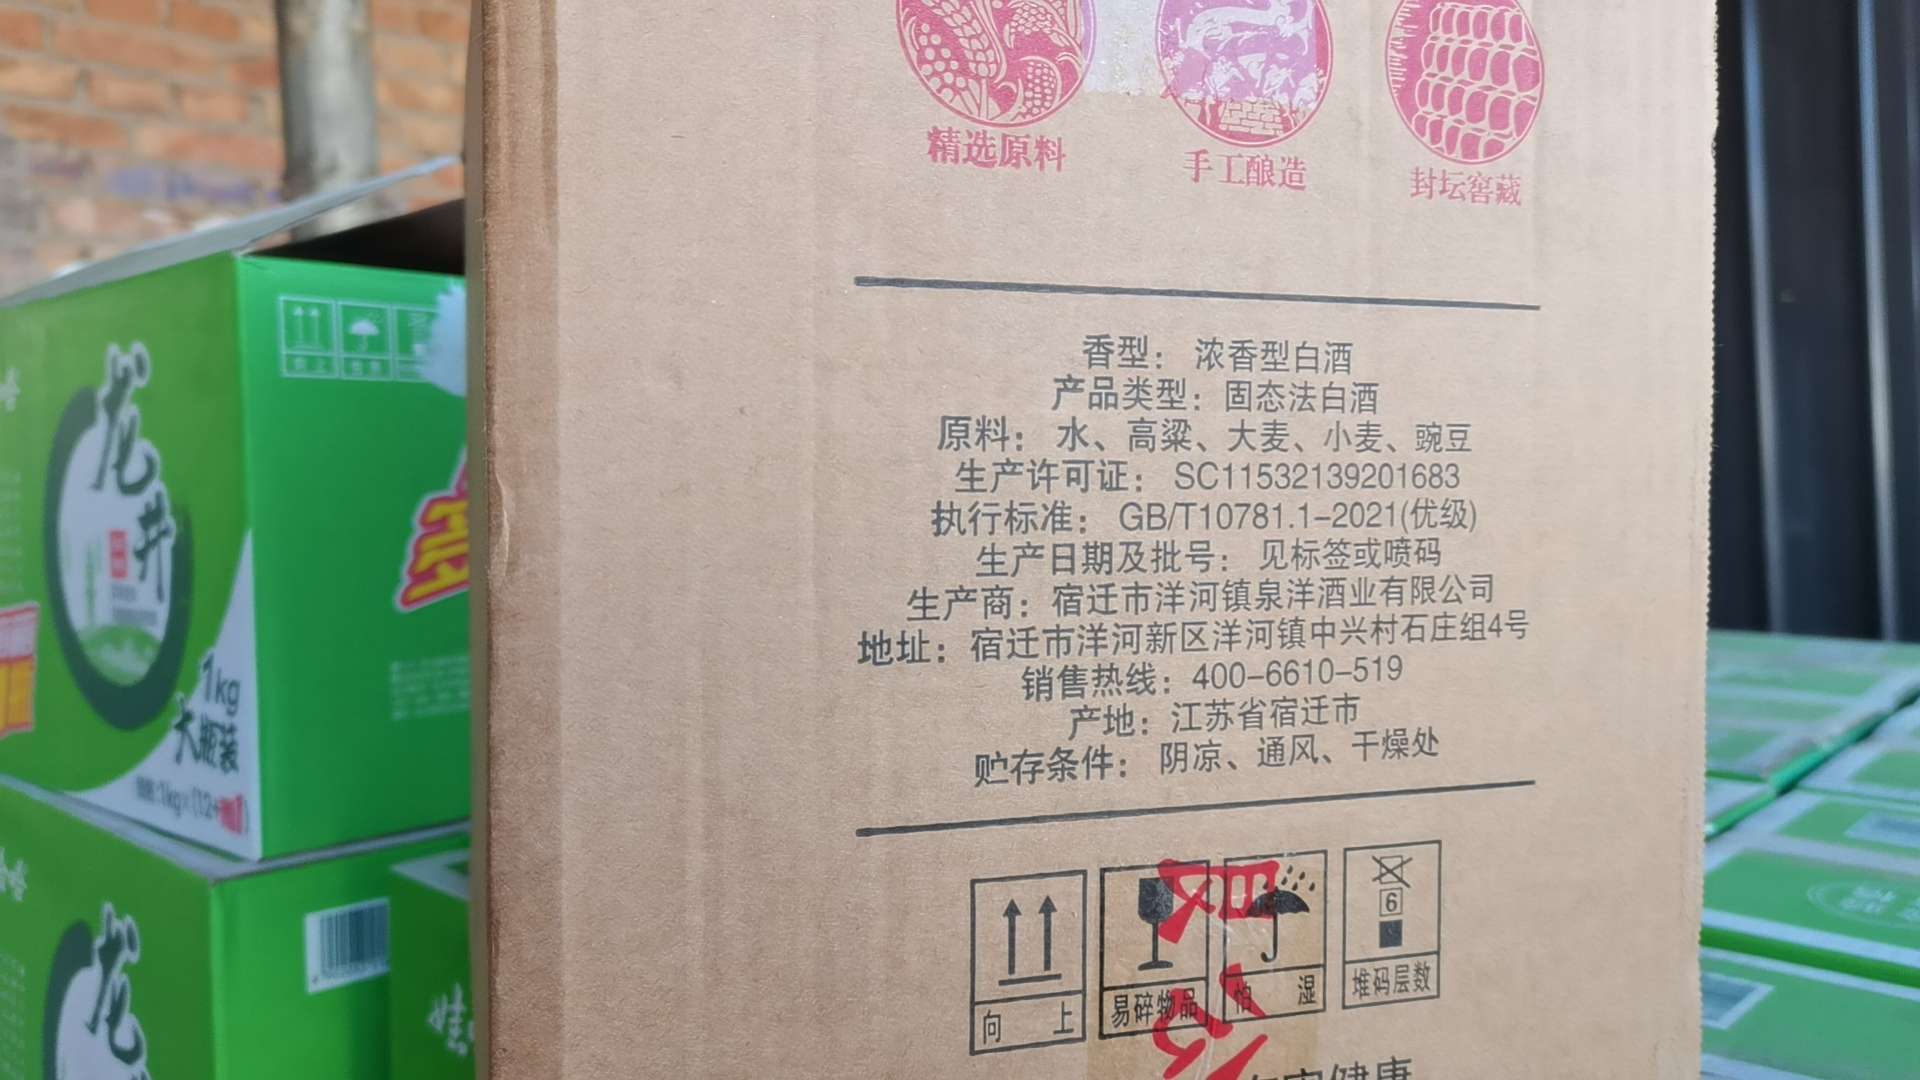 精选原料
手工酿造
封坛窖藏
香型： 浓香型白酒
产品类型：固态法白酒
原料： 水、高粱、大麦、小麦、豌豆
生产许可证： SC11532139201683
执行标准： GB/T10781.1-2021(优级)
生产日期及批号： 见标签或喷码
生产商：宿迁市洋河镇泉洋酒业有限公司
地址：宿迁市洋河新区洋河镇中兴村石庄组4号
销售热线：400-6610-519
产地：江苏省宿迁市
贮存条件：阴凉、通风、干燥处
6
向上
易碎物品
怕湿
堆码层数
龙井
1kg
大瓶装
龙